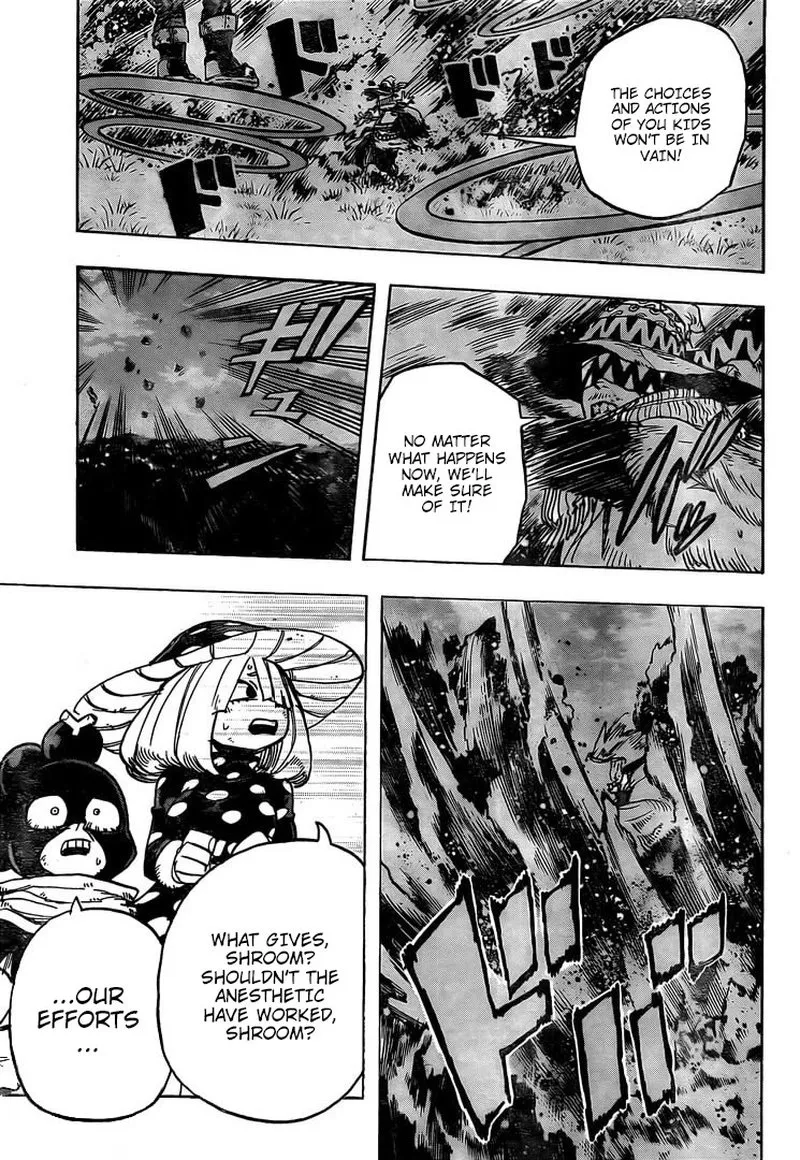 THE CHOICES
AND ACTIONS
OF YOU KIDS
WON'T BE IN
VAIN!
ド
ド
ド
NO MATTER
WHAT HAPPENS
NOW, WE'LL
MAKE SURE
OF IT!
ギュ
ド
ド
WHAT GIVES,
SHROOM?
SHOULDN'T THE
ANESTHETIC
HAVE WORKED,
SHROOM?
...OUR
EFFORTS
...